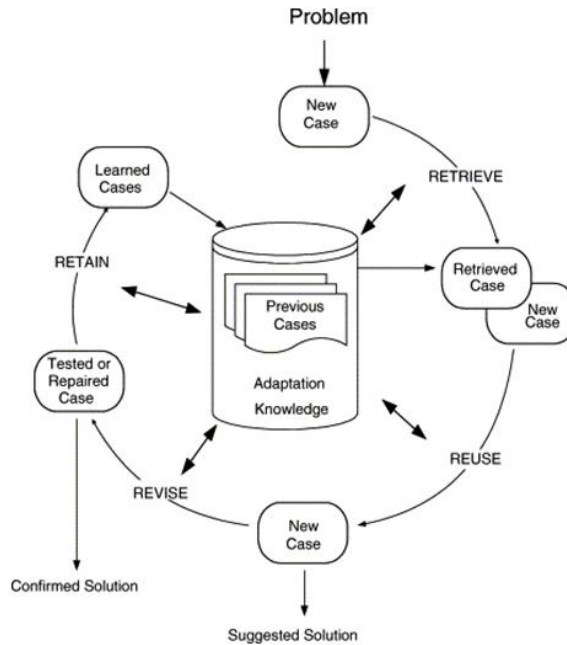 Problem
New
Case
RETRIEVE
Learned
Cases
RETAIN
Retrieved
Case
New
Case
Previous
Cases
Adaptation
Knowledge
Tested or
Repaired
Case
REUSE
REVISE
New
Case
Confirmed Solution
Suggested Solution